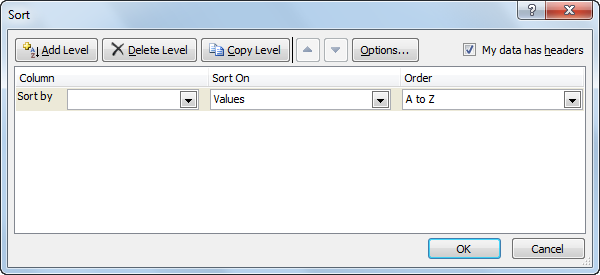 Sort
Add Level Delete Level Copy Level Options... My data has headers
Column Sort On Order
Sort by Values A to Z
OK Cancel